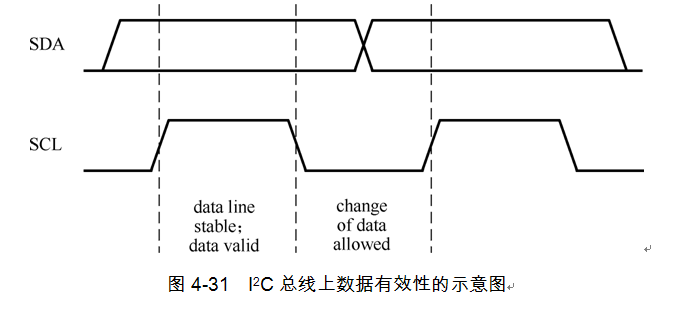 SDA
SCL
data line
stable;
data valid
change
of data
allowed
图 4-31 I²C 总线上数据有效性的示意图